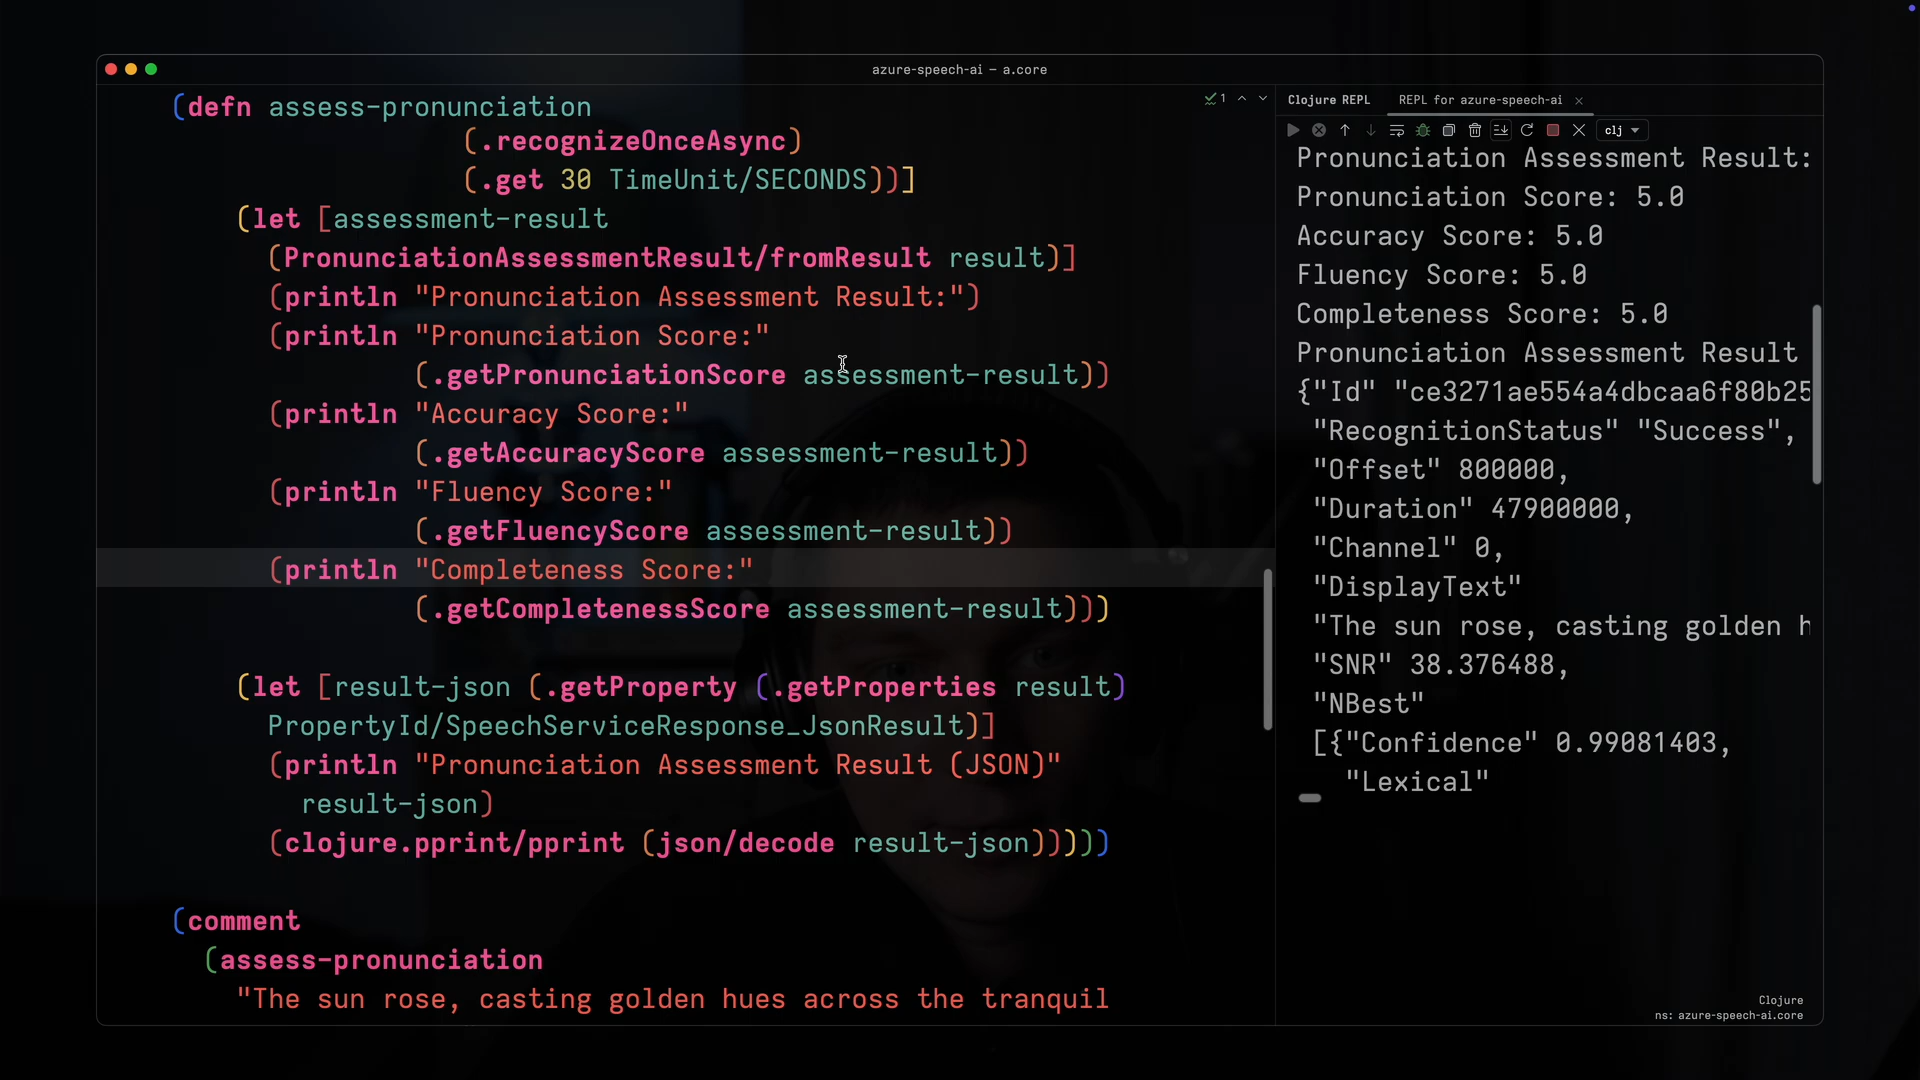 azure-speech-ai – a.core
(defn assess-pronunciation
(.recognizeOnceAsync)
(.get 30 TimeUnit/SECONDS))]
(let [assessment-result
(PronunciationAssessmentResult/fromResult result)]
(println "Pronunciation Assessment Result:")
(println "Pronunciation Score:"
(.getPronunciationScore assessment-result))
(println "Accuracy Score:"
(.getAccuracyScore assessment-result))
(println "Fluency Score:"
(.getFluencyScore assessment-result))
(println "Completeness Score:"
(.getCompletenessScore assessment-result)))
(let [result-json (.getProperty (.getProperties result)
PropertyId/SpeechServiceResponse_JsonResult)]
(println "Pronunciation Assessment Result (JSON)"
result-json)
(clojure.pprint/pprint (json/decode result-json)))))
(comment
(assess-pronunciation
"The sun rose, casting golden hues across the tranquil
1
Clojure REPL
REPL for azure-speech-ai
clj
Pronunciation Assessment Result:
Pronunciation Score: 5.0
Accuracy Score: 5.0
Fluency Score: 5.0
Completeness Score: 5.0
Pronunciation Assessment Result
{"Id" "ce3271ae554a4dbcaa6f80b25
"RecognitionStatus" "Success",
"Offset" 800000,
"Duration" 47900000,
"Channel" 0,
"DisplayText"
"The sun rose, casting golden h
"SNR" 38.376488,
"NBest"
[{"Confidence" 0.99081403,
"Lexical"
Clojure
ns: azure-speech-ai.core